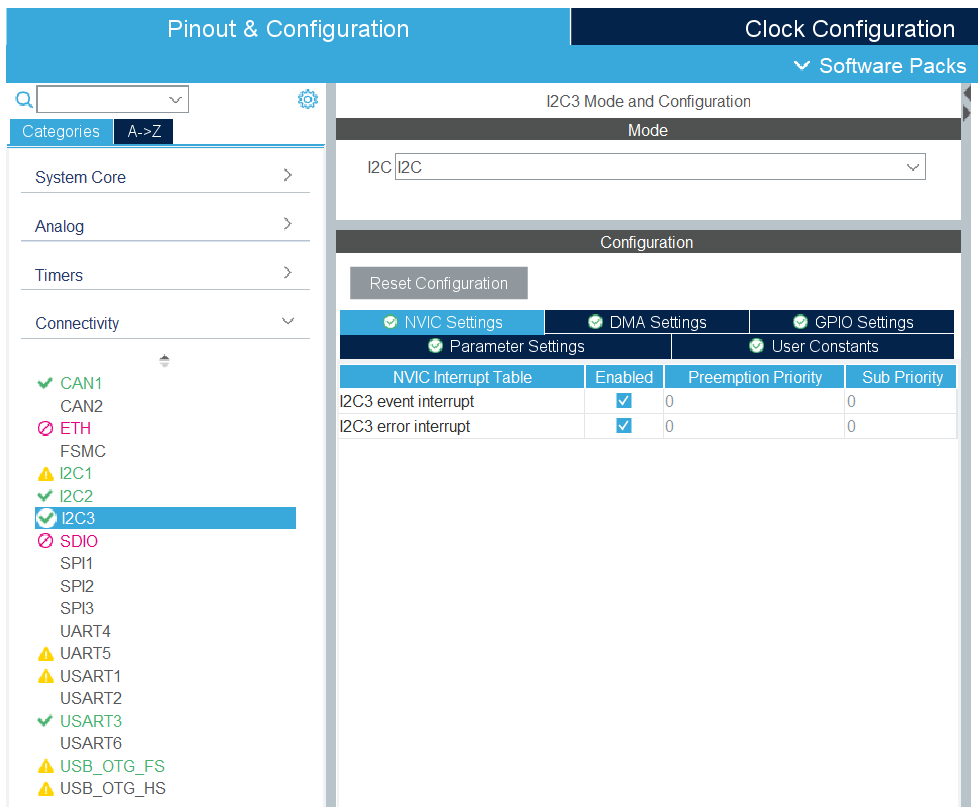 Pinout & Configuration
Clock Configuration
Software Packs
Categories
A->Z
System Core
Analog
Timers
Connectivity
CAN1
CAN2
ETH
FSMC
I2C1
I2C2
I2C3
SDIO
SPI1
SPI2
SPI3
UART4
UART5
USART1
USART2
USART3
USART6
USB_OTG_FS
USB_OTG_HS
I2C3 Mode and Configuration
Mode
I2C I2C
Configuration
Reset Configuration
NVIC Settings DMA Settings GPIO Settings
Parameter Settings User Constants
NVIC Interrupt Table Enabled Preemption Priority Sub Priority
I2C3 event interrupt 0 0
I2C3 error interrupt 0 0